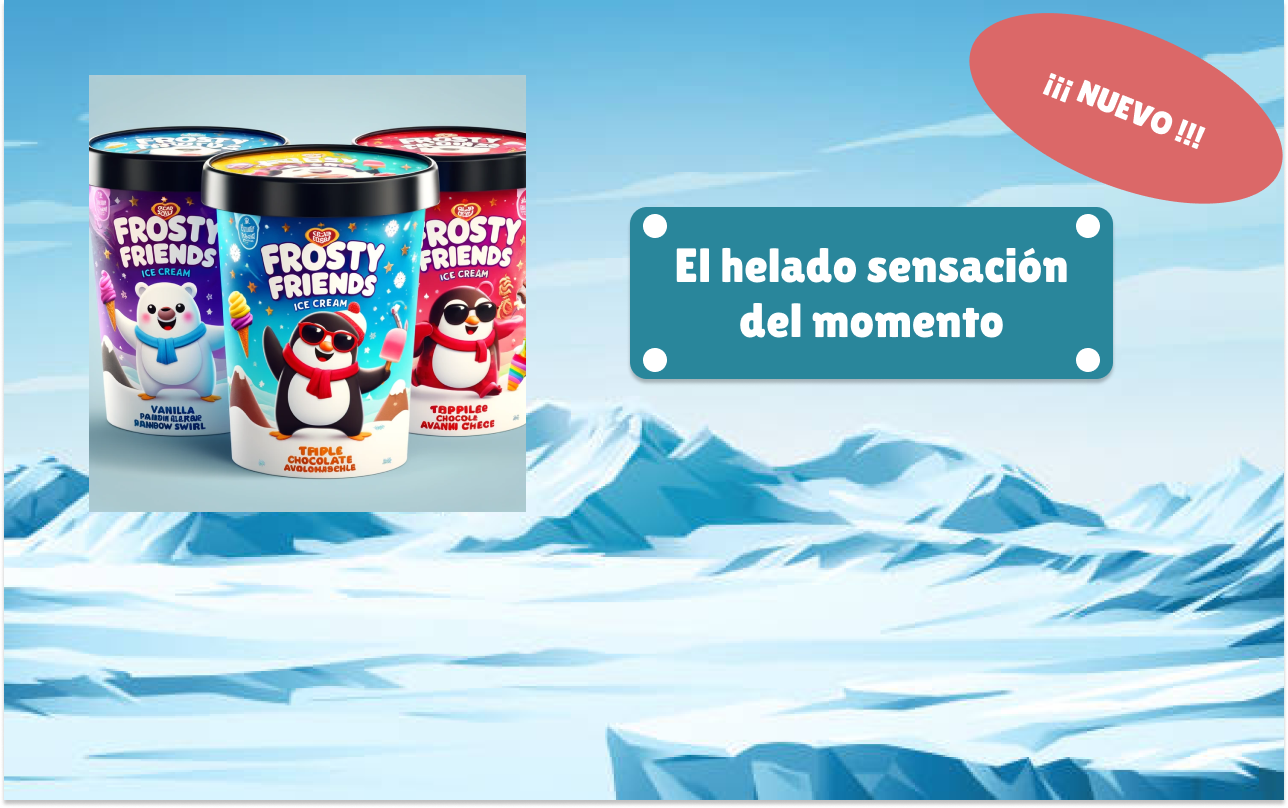 ¡¡¡ NUEVO !!!
El helado sensación
del momento
FROSTY
FRIENDS
ICE CREAM
VANILLA
RAINBOW SWIRL
FROSTY
FRIENDS
ICE CREAM
TRIPLE
CHOCOLATE
FROSTY
FRIENDS
ICE CREAM